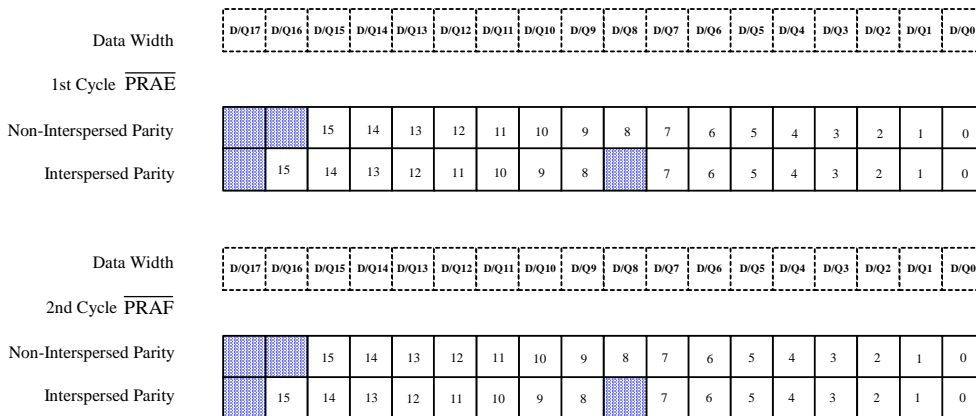 Data Width D/Q17 D/Q16 D/Q15 D/Q14 D/Q13 D/Q12 D/Q11 D/Q10 D/Q9 D/Q8 D/Q7 D/Q6 D/Q5 D/Q4 D/Q3 D/Q2 D/Q1 D/Q0
1st Cycle PRAE
Non-Interspersed Parity 15 14 13 12 11 10 9 8 7 6 5 4 3 2 1 0
Interspersed Parity 15 14 13 12 11 10 9 8 7 6 5 4 3 2 1 0
Data Width D/Q17 D/Q16 D/Q15 D/Q14 D/Q13 D/Q12 D/Q11 D/Q10 D/Q9 D/Q8 D/Q7 D/Q6 D/Q5 D/Q4 D/Q3 D/Q2 D/Q1 D/Q0
2nd Cycle PRAF
Non-Interspersed Parity 15 14 13 12 11 10 9 8 7 6 5 4 3 2 1 0
Interspersed Parity 15 14 13 12 11 10 9 8 7 6 5 4 3 2 1 0